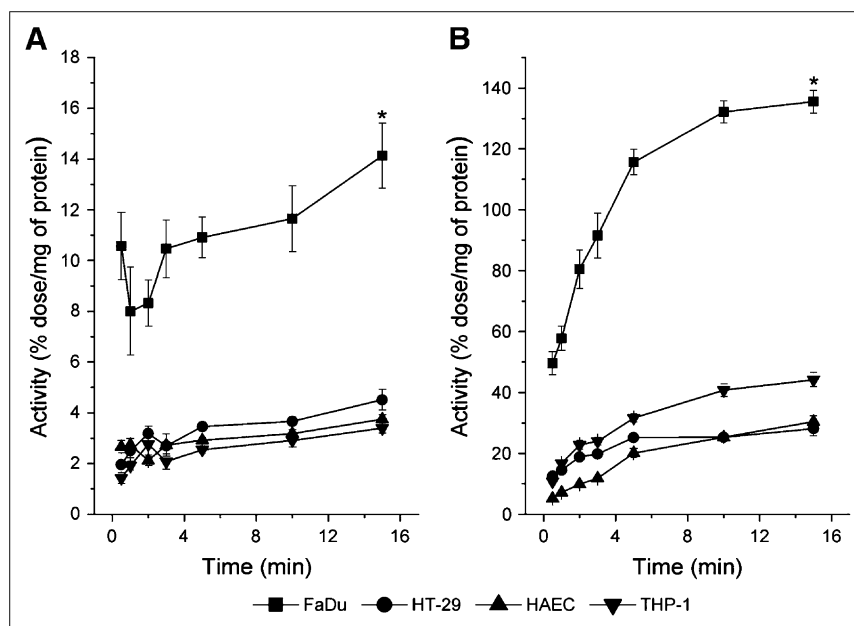 A
18
16
14
12
10
8
6
4
2
0
Activity (% dose/mg of protein)
*
0 4 8 12 16
Time (min)
B
140
120
100
80
60
40
20
0
Activity (% dose/mg of protein)
*
0 4 8 12 16
Time (min)
FaDu HT-29 HAEC THP-1